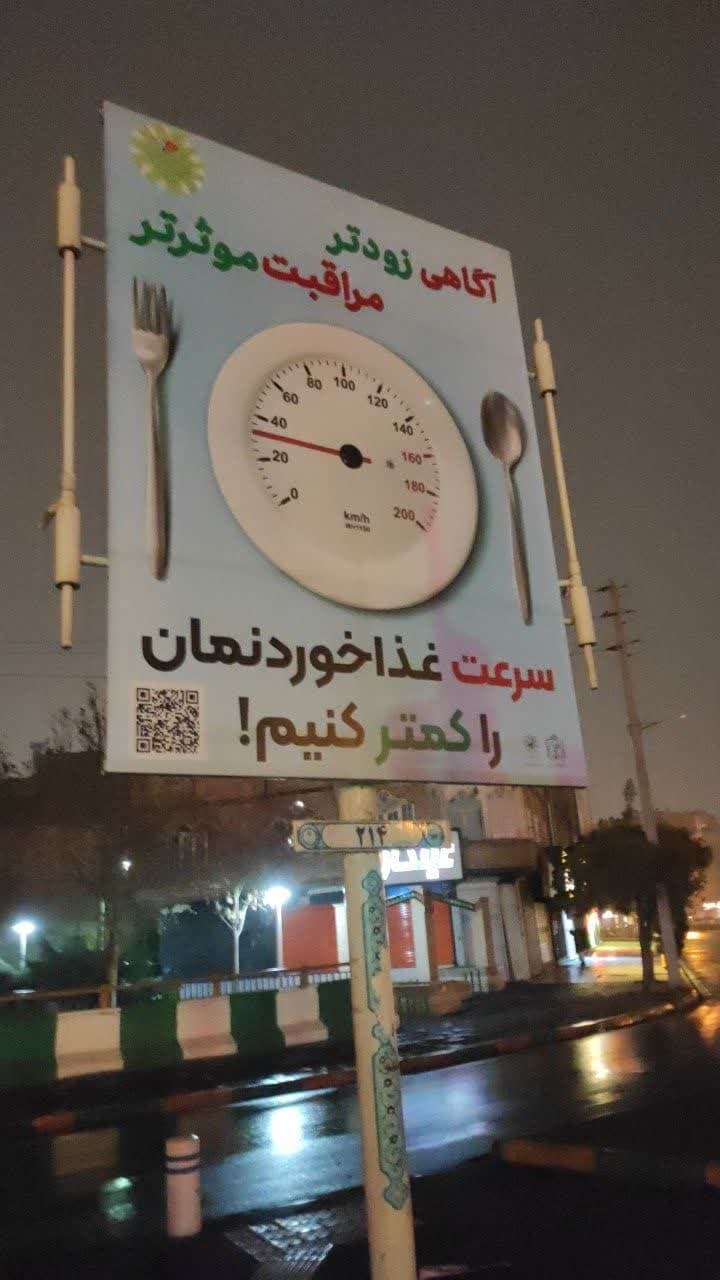 آگاهی زودتر
مراقبت موثرتر
0
20
40
60
80
100
120
140
160
180
200
km/h
سرعت غذاخوردنمان
را کمتر کنیم!
۲۱۴